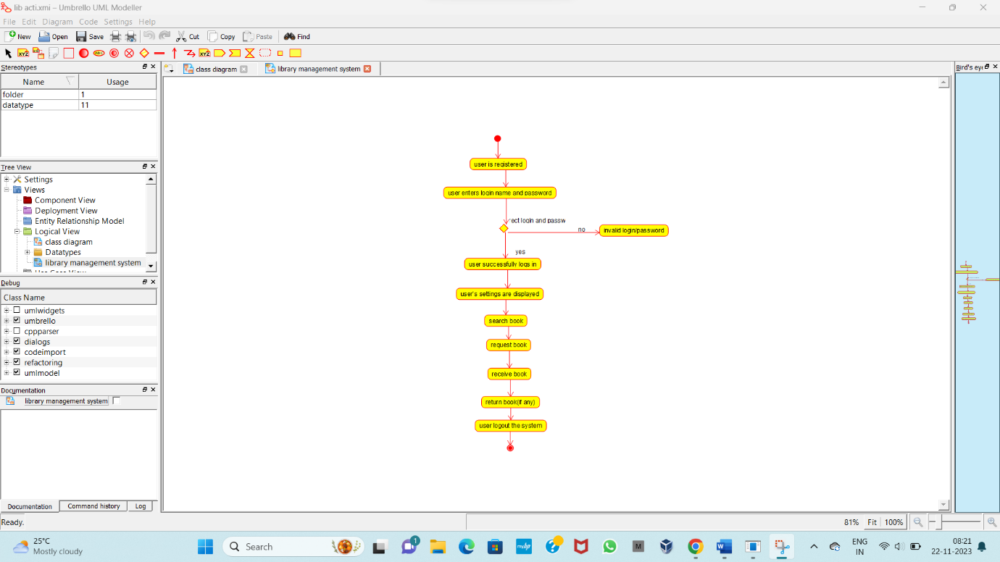 lib acti.xmi – Umbrello UML Modeller
File Edit Diagram Code Settings Help
New Open Save Cut Copy Paste Find
XYZ ABC XYZ
Stereotypes
Name Usage
folder 1
datatype 11
Tree View
Settings
Views
Component View
Deployment View
Entity Relationship Model
Logical View
class diagram
Datatypes
library management system
Debug
Class Name
umlwidgets
umbrello
cppparser
dialogs
codeimport
refactoring
umlmodel
Documentation
library management system
Documentation Command history Log
Ready.
class diagram library management system
user is registered
user enters login name and password
rect login and passw
no
invalid login/password
yes
user successfully logs in
user's settings are displayed
search book
request book
receive book
return book(if any)
user logout the system
Bird's eye
81% Fit 100%
25°C
Mostly cloudy
Search
1
myhp
M
W
ENG
IN
08:21
22-11-2023